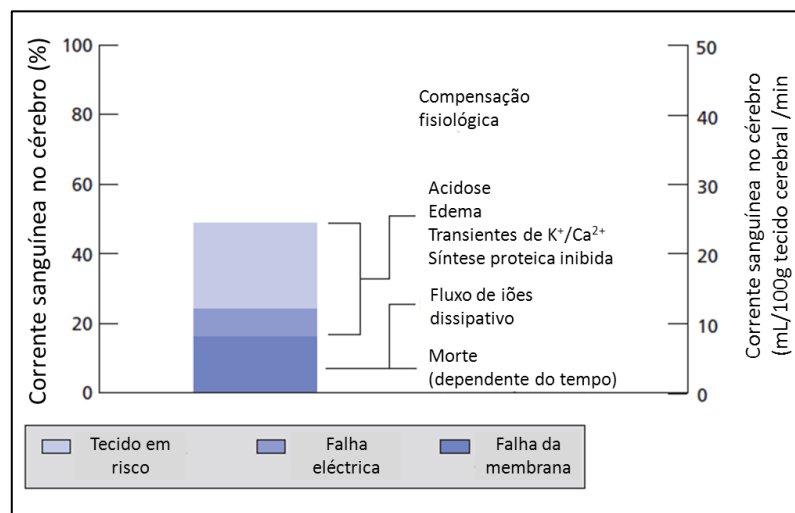 Corrente sanguínea no cérebro (%)
100
80
60
40
20
0
Compensação
fisiológica
Acidose
Edema
Transientes de K⁺/Ca²⁺
Síntese proteica inibida
Fluxo de iões
dissipativo
Morte
(dependente do tempo)
50
40
30
20
10
0
Corrente sanguínea no cérebro
(mL/100g tecido cerebral /min
Tecido em
risco
Falha
eléctrica
Falha da
membrana